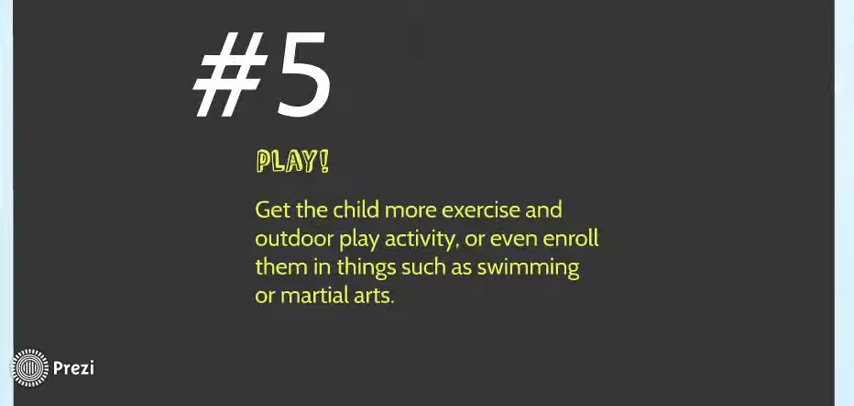 #5
PLAY!
Get the child more exercise and
outdoor play activity, or even enroll
them in things such as swimming
or martial arts.
Prezi